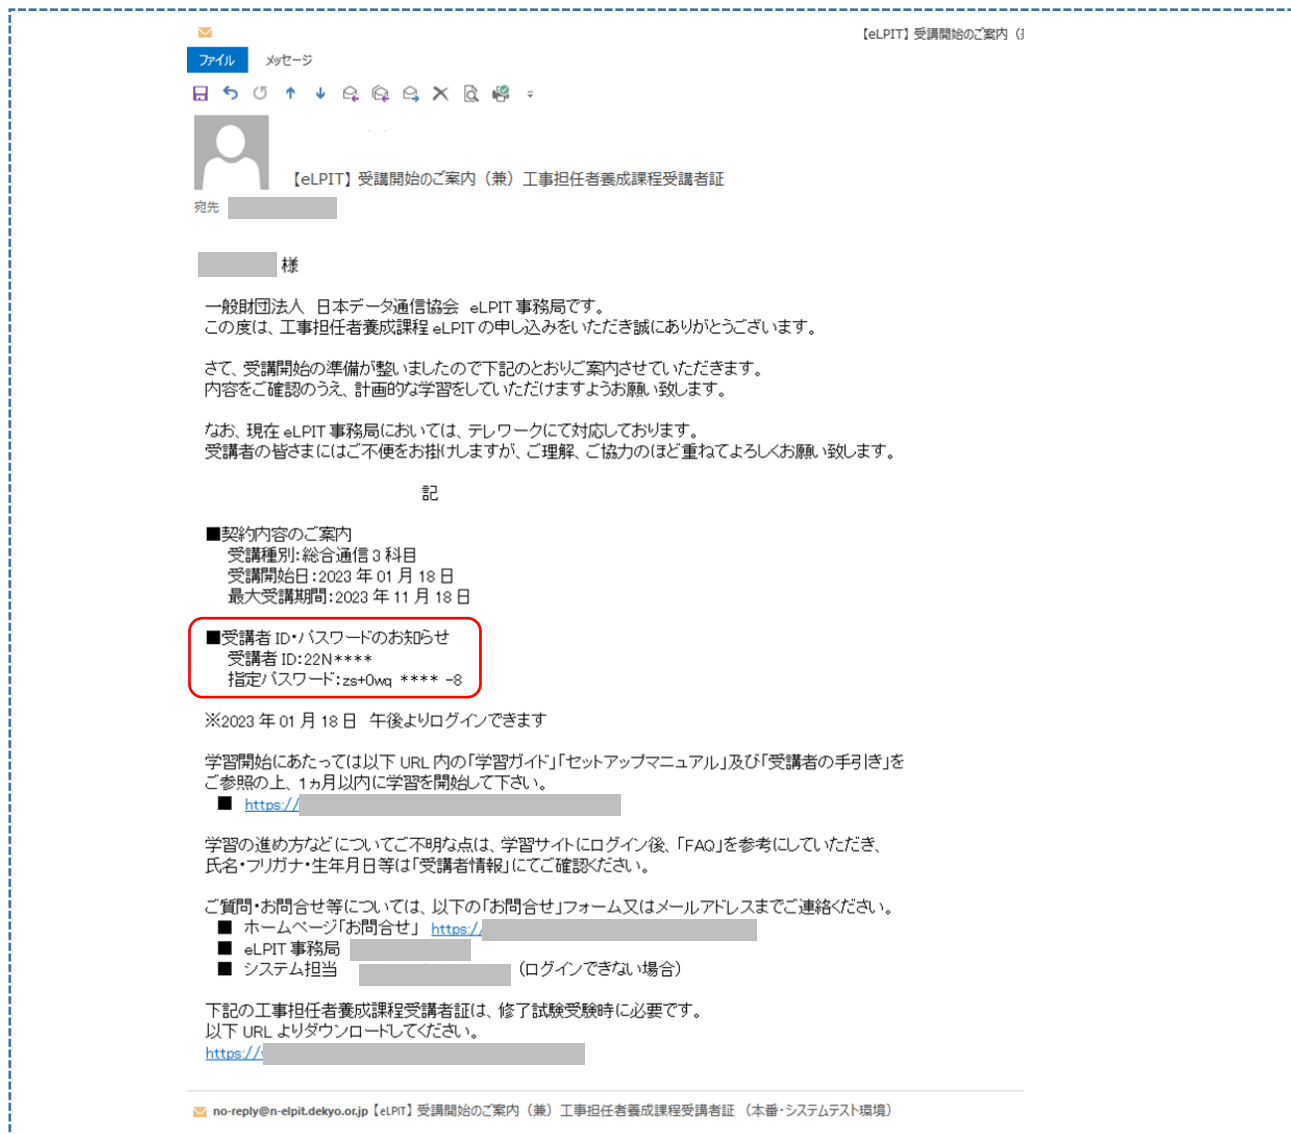 【eLPIT】受講開始のご案内（
ファイル　メッセージ
【eLPIT】受講開始のご案内（兼）工事担任者養成課程受講者証
宛先
様
一般財団法人　日本データ通信協会　eLPIT 事務局です。
この度は、工事担任者養成課程 eLPIT の申し込みをいただき誠にありがとうございます。
さて、受講開始の準備が整いましたので下記のとおりご案内させていただきます。
内容をご確認のうえ、計画的な学習をしていただけますようお願い致します。
なお、現在 eLPIT 事務局においては、テレワークにて対応しております。
受講者の皆さまにはご不便をお掛けしますが、ご理解、ご協力のほど重ねてよろしくお願い致します。
記
■契約内容のご案内
受講種別：総合通信 3 科目
受講開始日：2023 年 01 月 18 日
最大受講期間：2023 年 11 月 18 日
■受講者 ID・パスワードのお知らせ
受講者 ID：22N****
指定パスワード：zs+0wq **** -8
※2023 年 01 月 18 日　午後よりログインできます
学習開始にあたっては以下 URL 内の「学習ガイド」「セットアップマニュアル」及び「受講者の手引き」を
ご参照の上、1ヵ月以内に学習を開始して下さい。
■ https://
学習の進め方などについてご不明な点は、学習サイトにログイン後、「FAQ」を参考にしていただき、
氏名・フリガナ・生年月日等は「受講者情報」にてご確認ください。
ご質問・お問合せ等については、以下の「お問合せ」フォーム又はメールアドレスまでご連絡ください。
■ ホームページ「お問合せ」 https:/
■ eLPIT 事務局
■ システム担当　（ログインできない場合）
下記の工事担任者養成課程受講者証は、修了試験受験時に必要です。
以下 URL よりダウンロードしてください。
https://
no-reply@n-elpit.dekyo.or.jp【eLPIT】受講開始のご案内（兼）工事担任者養成課程受講者証 （本番・システムテスト環境）